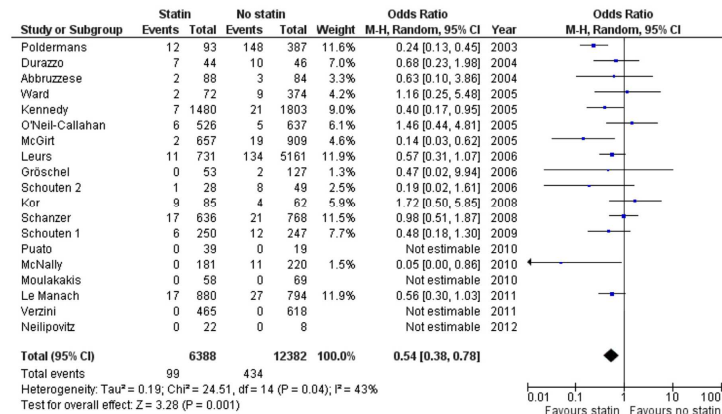 Statin No statin Odds Ratio Odds Ratio
Study or Subgroup Events Total Events Total Weight M-H, Random, 95% CI Year M-H, Random, 95% CI
Poldermans 12 93 148 387 11.6% 0.24 [0.13, 0.45] 2003
Durazzo 7 44 10 46 7.0% 0.68 [0.23, 1.98] 2004
Abbruzzese 2 88 3 84 3.8% 0.63 [0.10, 3.86] 2004
Ward 2 72 9 374 4.7% 1.16 [0.25, 5.48] 2005
Kennedy 7 1480 21 1803 9.0% 0.40 [0.17, 0.95] 2005
O'Neil-Callahan 6 526 5 637 6.1% 1.46 [0.44, 4.81] 2005
McGirt 2 657 19 909 5.1% 0.14 [0.03, 0.62] 2005
Leurs 11 731 134 5161 11.9% 0.57 [0.31, 1.07] 2006
Gröschel 0 53 2 127 1.5% 0.47 [0.02, 9.94] 2006
Schouten 2 1 28 8 49 2.8% 0.19 [0.02, 1.61] 2006
Kor 9 85 4 62 5.8% 1.72 [0.50, 5.85] 2008
Schanzer 17 636 21 768 11.5% 0.98 [0.51, 1.87] 2008
Schouten 1 6 250 12 247 7.7% 0.48 [0.18, 1.30] 2009
Puato 0 39 0 19 Not estimable 2010
McNally 0 181 11 220 1.5% 0.05 [0.00, 0.86] 2010
Moulakakis 0 58 0 69 Not estimable 2010
Le Manach 17 880 27 794 11.9% 0.56 [0.30, 1.03] 2011
Verzini 0 465 0 618 Not estimable 2011
Neilipovitz 0 22 0 8 Not estimable 2012
Total (95% CI) 6388 12382 100.0% 0.54 [0.38, 0.78]
Total events 99 434
Heterogeneity: Tau² = 0.19; Chi² = 24.51, df = 14 (P = 0.04); I² = 43%
Test for overall effect: Z = 3.28 (P = 0.001)
0.01 0.1 1 10 100
Favours statin Favours no statin